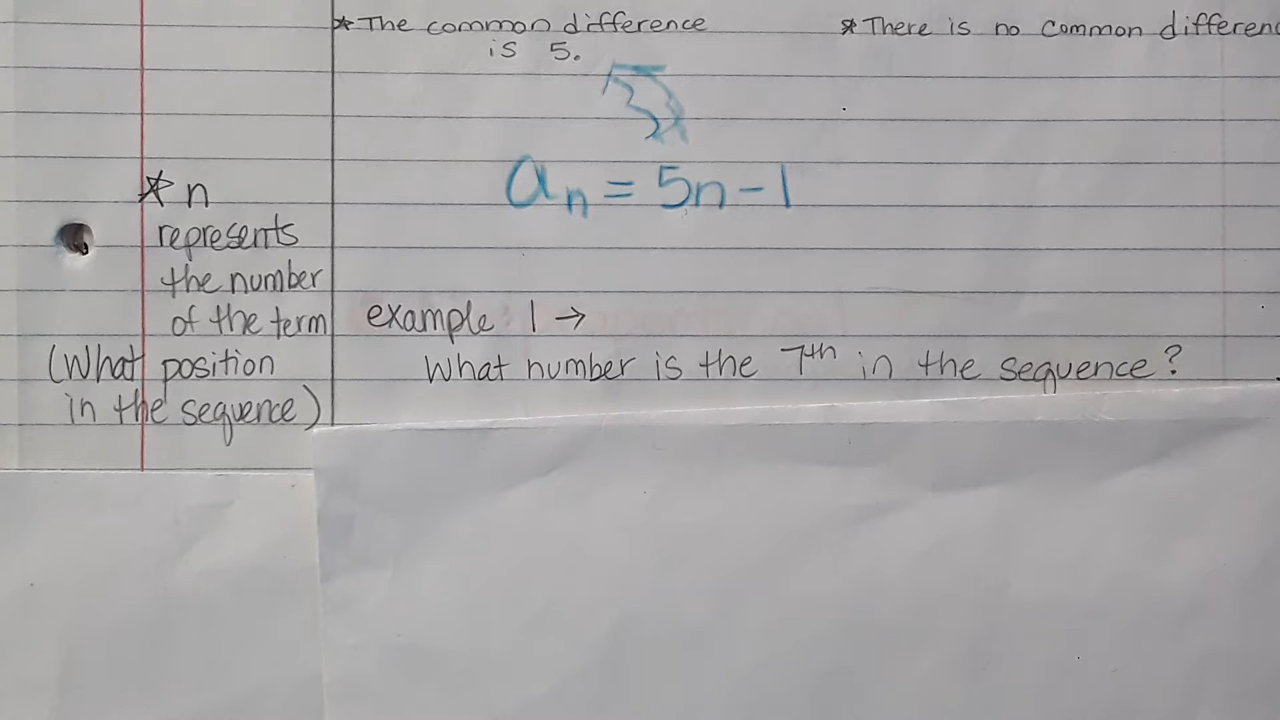 *The common difference
is 5.
*There is no common differenc
aₙ = 5n-1
*n
represents
the number
of the term
(What position
in the sequence)
example 1 →
What number is the 7th in the sequence?